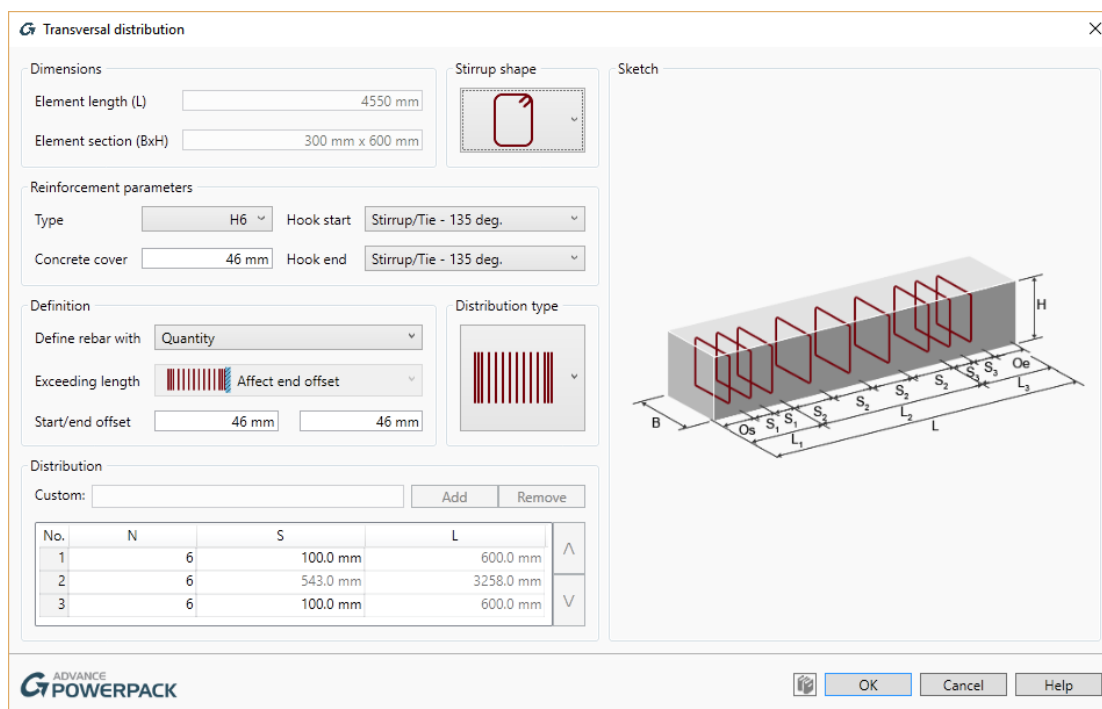 Transversal distribution
Dimensions
Element length (L) 4550 mm
Element section (BxH) 300 mm x 600 mm
Stirrup shape
Reinforcement parameters
Type H6 Hook start Stirrup/Tie - 135 deg.
Concrete cover 46 mm Hook end Stirrup/Tie - 135 deg.
Definition
Define rebar with Quantity
Exceeding length Affect end offset
Start/end offset 46 mm 46 mm
Distribution type
Distribution
Custom: Add Remove
No. N S L
1 6 100.0 mm 600.0 mm
2 6 543.0 mm 3258.0 mm
3 6 100.0 mm 600.0 mm
Sketch
H
B
Os S1 S1 S2 S2 S2 S2 S3 S3 Oe
L1 L2 L3
L
ADVANCE
POWERPACK
OK Cancel Help